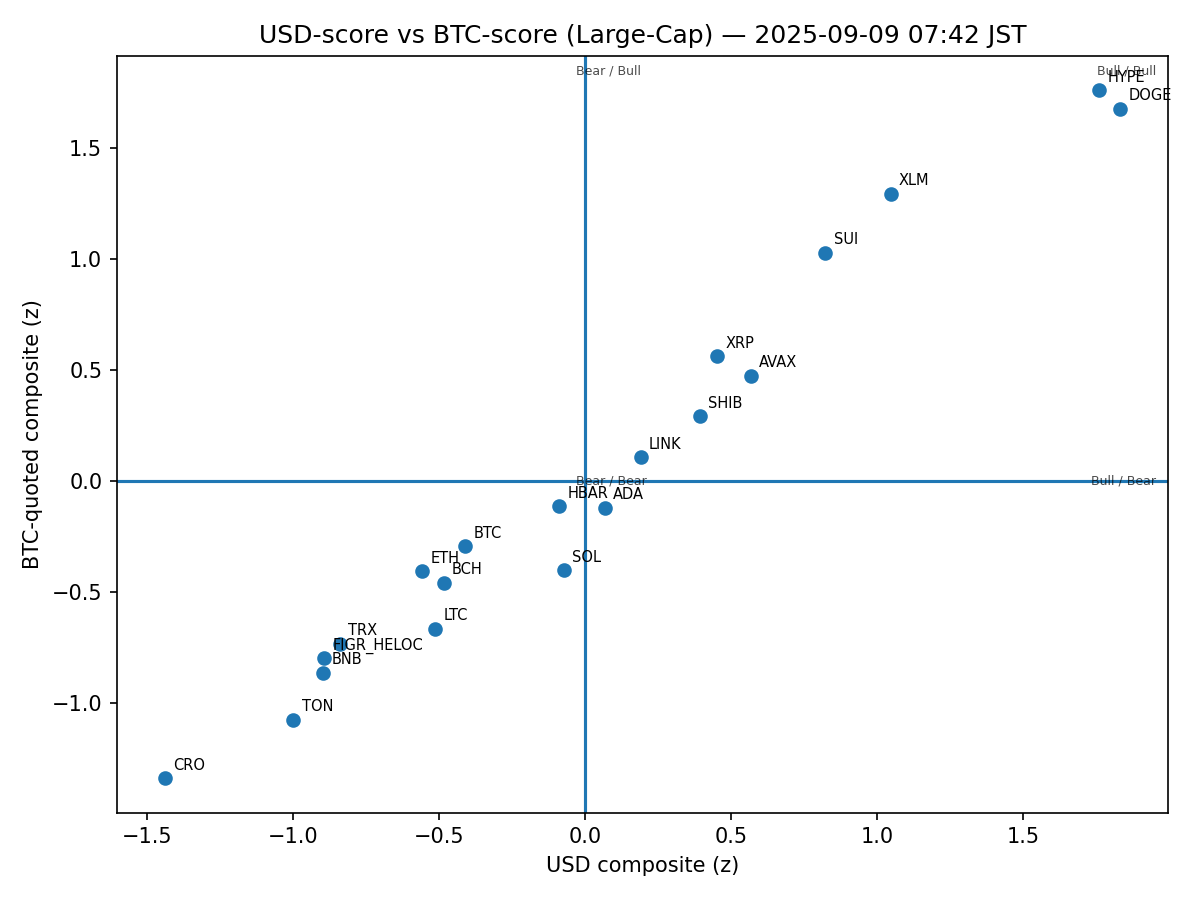 USD-score vs BTC-score (Large-Cap) — 2025-09-09 07:42 JST
Bear / Bull
Bull / Bull
HYPE
DOGE
1.5
XLM
SUI
1.0
XRP
AVAX
0.5
SHIB
LINK
0.0
Bear / Bear
Bull / Bear
HBAR
ADA
BTC
ETH
SOL
BCH
−0.5
LTC
TRX
FIGR_HELOC
BNB
−1.0
TON
CRO
−1.5
−1.0
−0.5
0.0
0.5
1.0
1.5
USD composite (z)
BTC-quoted composite (z)